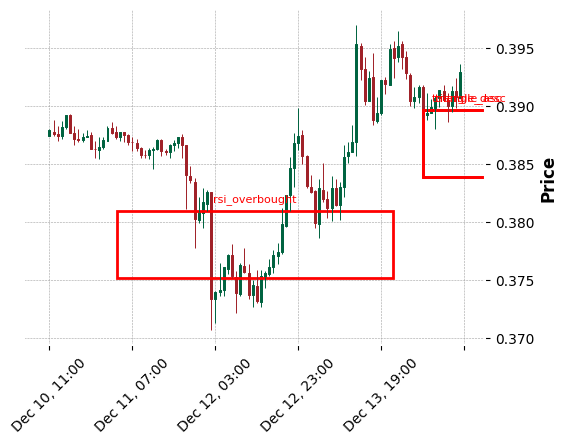 0.395
0.390
0.385
0.380
0.375
0.370
Price
rsi_overbought
Dec 10, 11:00
Dec 11, 07:00
Dec 12, 03:00
Dec 12, 23:00
Dec 13, 19:00